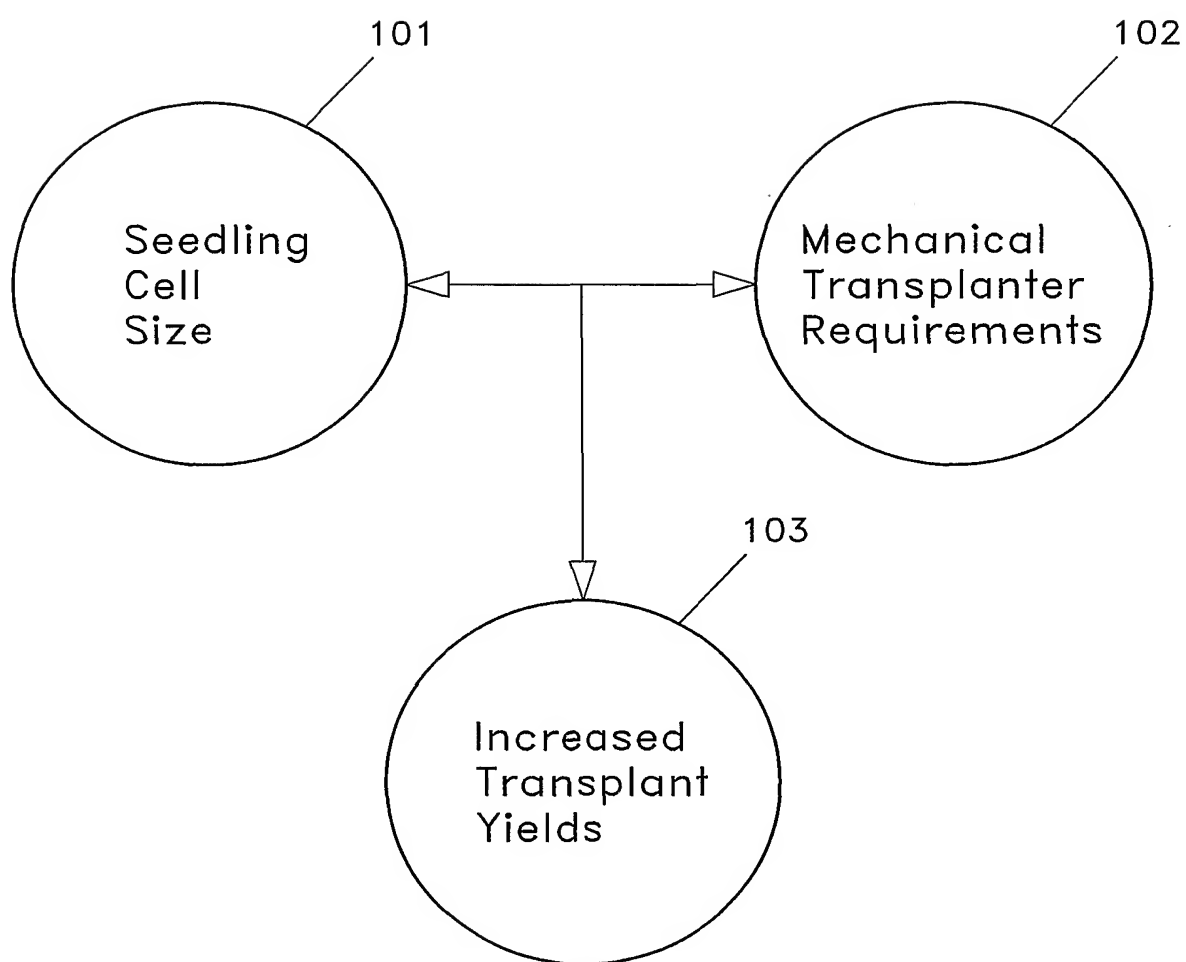 101
102
Seedling
Cell
Size
Mechanical
Transplanter
Requirements
103
Increased
Transplant
Yields